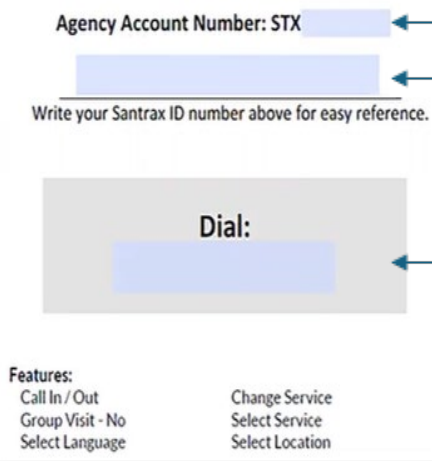 Agency Account Number: STX
Write your Santrax ID number above for easy reference.
Dial:
Features:
Call In / Out
Group Visit - No
Select Language
Change Service
Select Service
Select Location